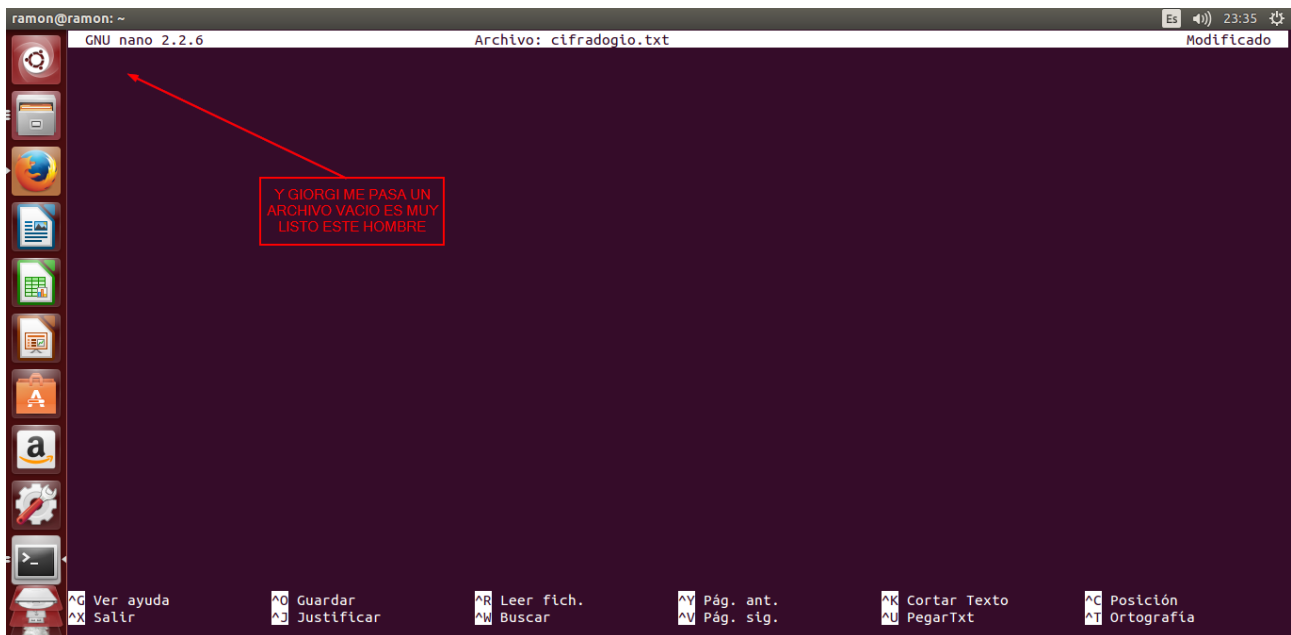 ramon@ramon: ~ Es 23:35
GNU nano 2.2.6 Archivo: cifradogio.txt Modificado
Y GIORGI ME PASA UN
ARCHIVO VACIO ES MUY
LISTO ESTE HOMBRE
^G Ver ayuda ^O Guardar ^R Leer fich. ^Y Pág. ant. ^K Cortar Texto ^C Posición
^X Salir ^J Justificar ^W Buscar ^V Pág. sig. ^U PegarTxt ^T Ortografía